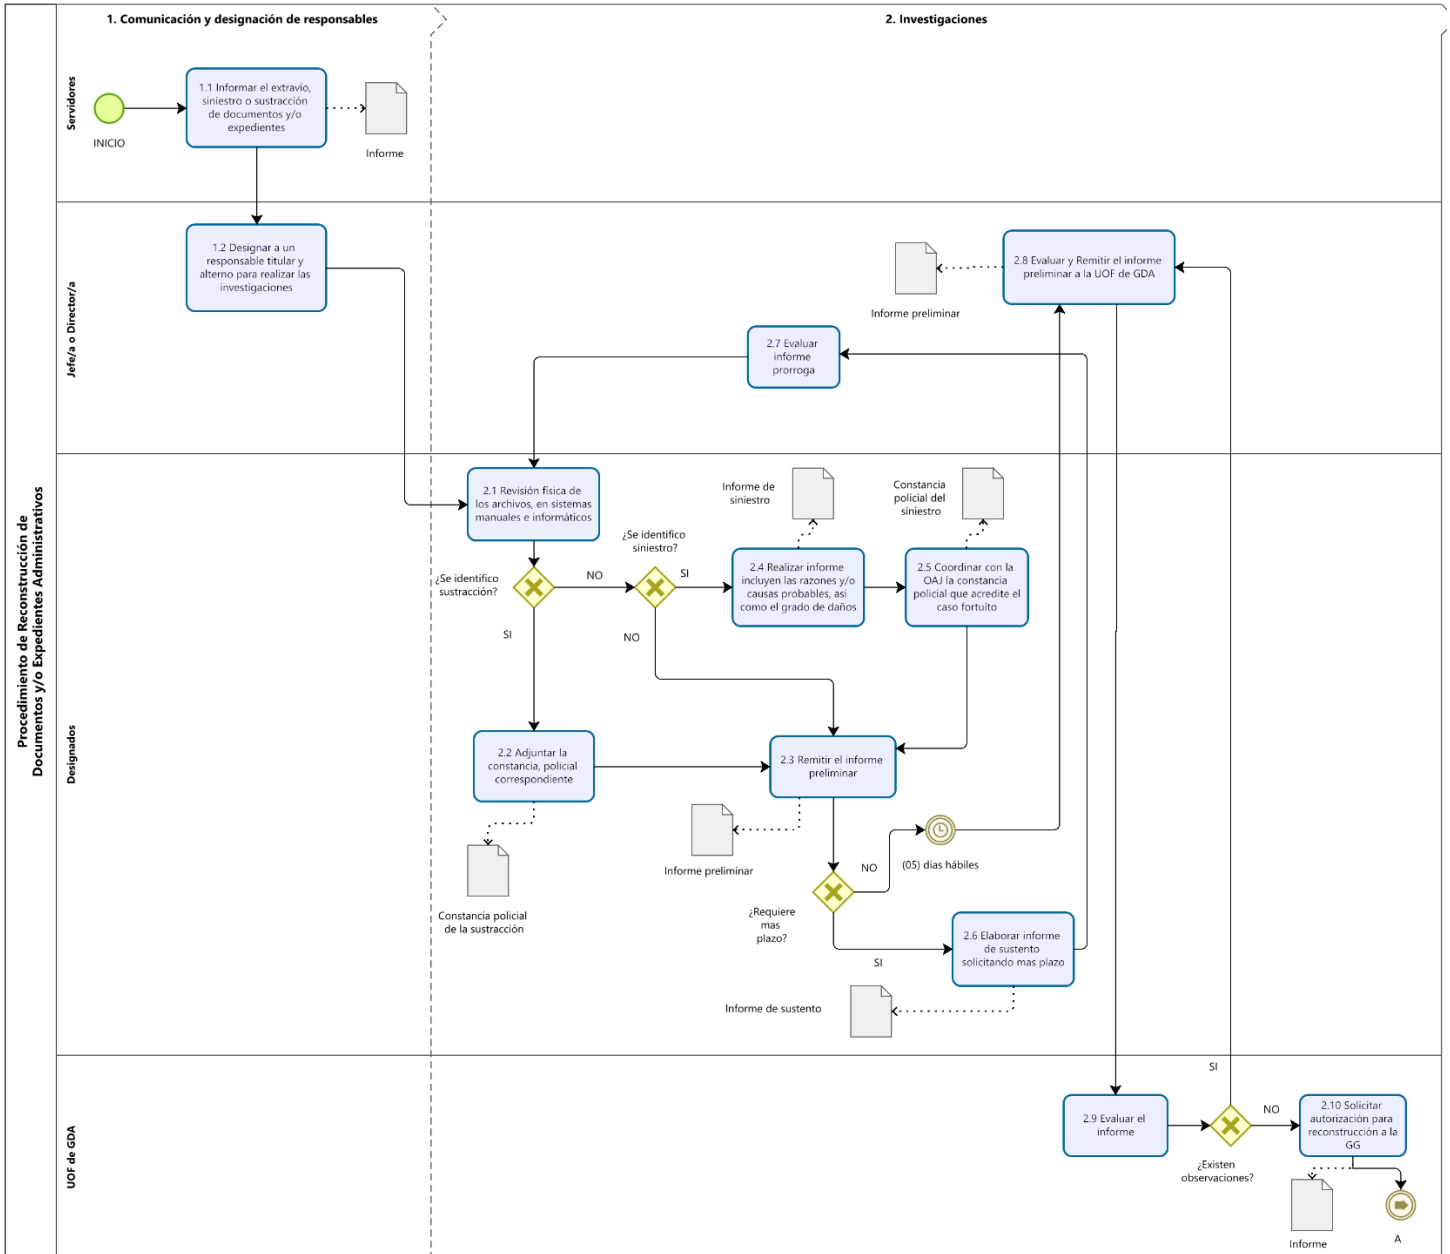 1. Comunicación y designación de responsables
2. Investigaciones
Procedimiento de Reconstrucción de
Documentos y/o Expedientes Administrativos
Servidores
INICIO
1.1 Informar el extravío,
siniestro o sustracción
de documentos y/o
expedientes
Informe
Jefe/a o Director/a
1.2 Designar a un
responsable titular y
alterno para realizar las
investigaciones
2.8 Evaluar y Remitir el informe
preliminar a la UOF de GDA
Informe preliminar
2.7 Evaluar
informe
prorroga
Designados
2.1 Revisión física de
los archivos, en sistemas
manuales e informáticos
¿Se identifico
sustracción?
NO
SI
¿Se identifico
siniestro?
SI
NO
Informe de
siniestro
2.4 Realizar informe
incluyen las razones y/o
causas probables, asi
como el grado de daños
Constancia
policial del
siniestro
2.5 Coordinar con la
OAJ la constancia
policial que acredite el
caso fortuito
2.2 Adjuntar la
constancia, policial
correspondiente
Constancia policial
de la sustracción
2.3 Remitir el informe
preliminar
Informe preliminar
NO
(05) días hábiles
¿Requiere
mas
plazo?
SI
2.6 Elaborar informe
de sustento
solicitando mas plazo
Informe de sustento
UOF de GDA
2.9 Evaluar el
informe
SI
NO
¿Existen
observaciones?
2.10 Solicitar
autorización para
reconstrucción a la
GG
Informe
A